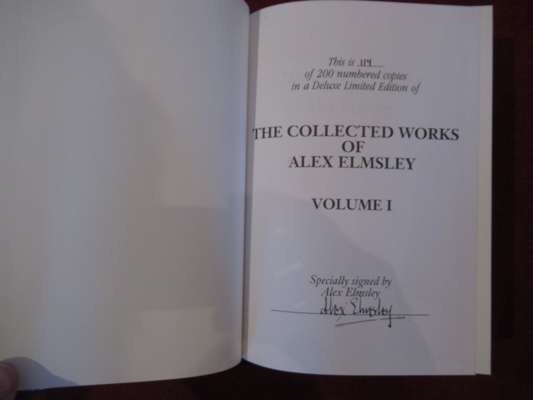 This is
of 200 numbered copies
in a Deluxe Limited Edition of
THE COLLECTED WORKS
OF
ALEX ELMSLEY
VOLUME I
Specially signed by
Alex Elmsley
Alex Elmsley